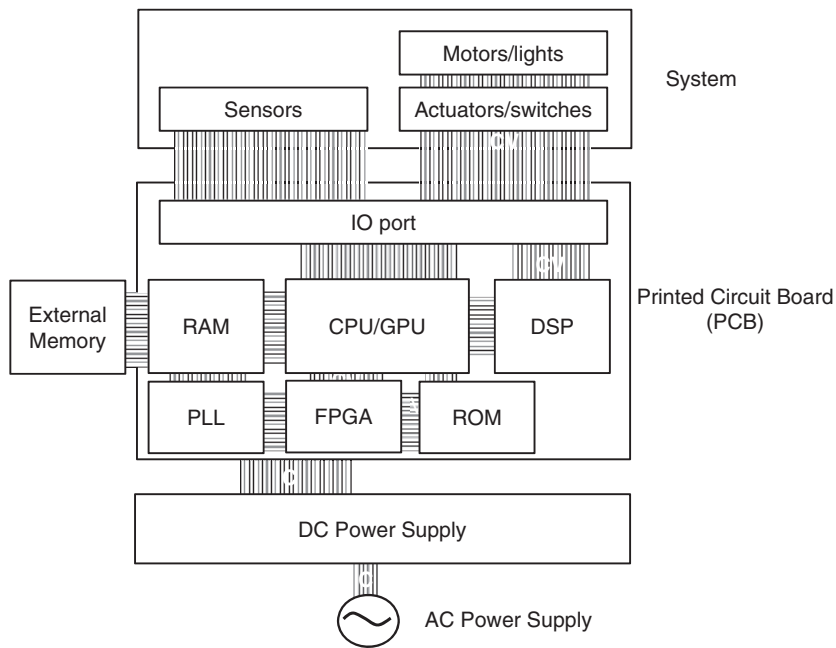 Motors/lights
System
Sensors
Actuators/switches
IO port
External
Memory
RAM
CPU/GPU
DSP
Printed Circuit Board
(PCB)
PLL
FPGA
ROM
DC Power Supply
AC Power Supply